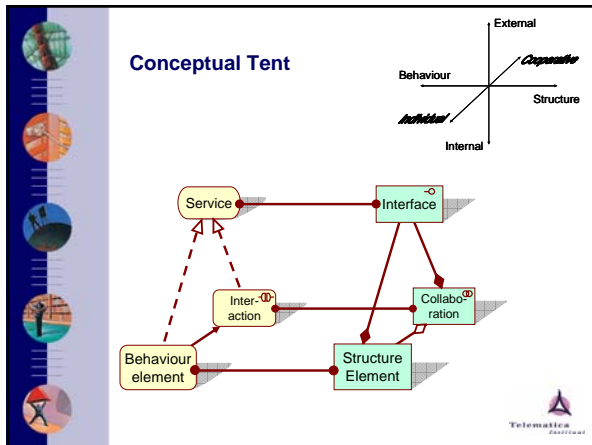 Conceptual Tent
External
Cooperative
Behaviour
Structure
Individual
Internal
Service
Interface
Inter-
action
Collabo-
ration
Behaviour
element
Structure
Element
Telematica
Instituut